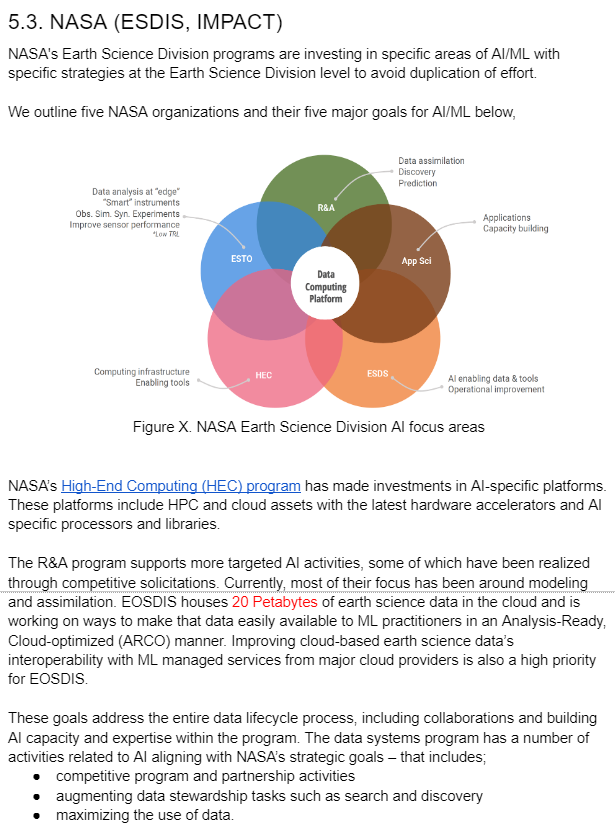 5.3. NASA (ESDIS, IMPACT)
NASA's Earth Science Division programs are investing in specific areas of AI/ML with
specific strategies at the Earth Science Division level to avoid duplication of effort.
We outline five NASA organizations and their five major goals for AI/ML below,
Data assimilation
Discovery
Prediction
Data analysis at "edge"
"Smart" instruments
Obs. Sim. Syn. Experiments
Improve sensor performance
*Low TRL
R&A
Applications
Capacity building
ESTO
App Sci
Data
Computing
Platform
Computing infrastructure
Enabling tools
HEC
ESDS
AI enabling data & tools
Operational improvement
Figure X. NASA Earth Science Division AI focus areas
NASA's High-End Computing (HEC) program has made investments in AI-specific platforms.
These platforms include HPC and cloud assets with the latest hardware accelerators and AI
specific processors and libraries.
The R&A program supports more targeted AI activities, some of which have been realized
through competitive solicitations. Currently, most of their focus has been around modeling
and assimilation. EOSDIS houses 20 Petabytes of earth science data in the cloud and is
working on ways to make that data easily available to ML practitioners in an Analysis-Ready,
Cloud-optimized (ARCO) manner. Improving cloud-based earth science data's
interoperability with ML managed services from major cloud providers is also a high priority
for EOSDIS.
These goals address the entire data lifecycle process, including collaborations and building
AI capacity and expertise within the program. The data systems program has a number of
activities related to AI aligning with NASA's strategic goals – that includes;
● competitive program and partnership activities
● augmenting data stewardship tasks such as search and discovery
● maximizing the use of data.